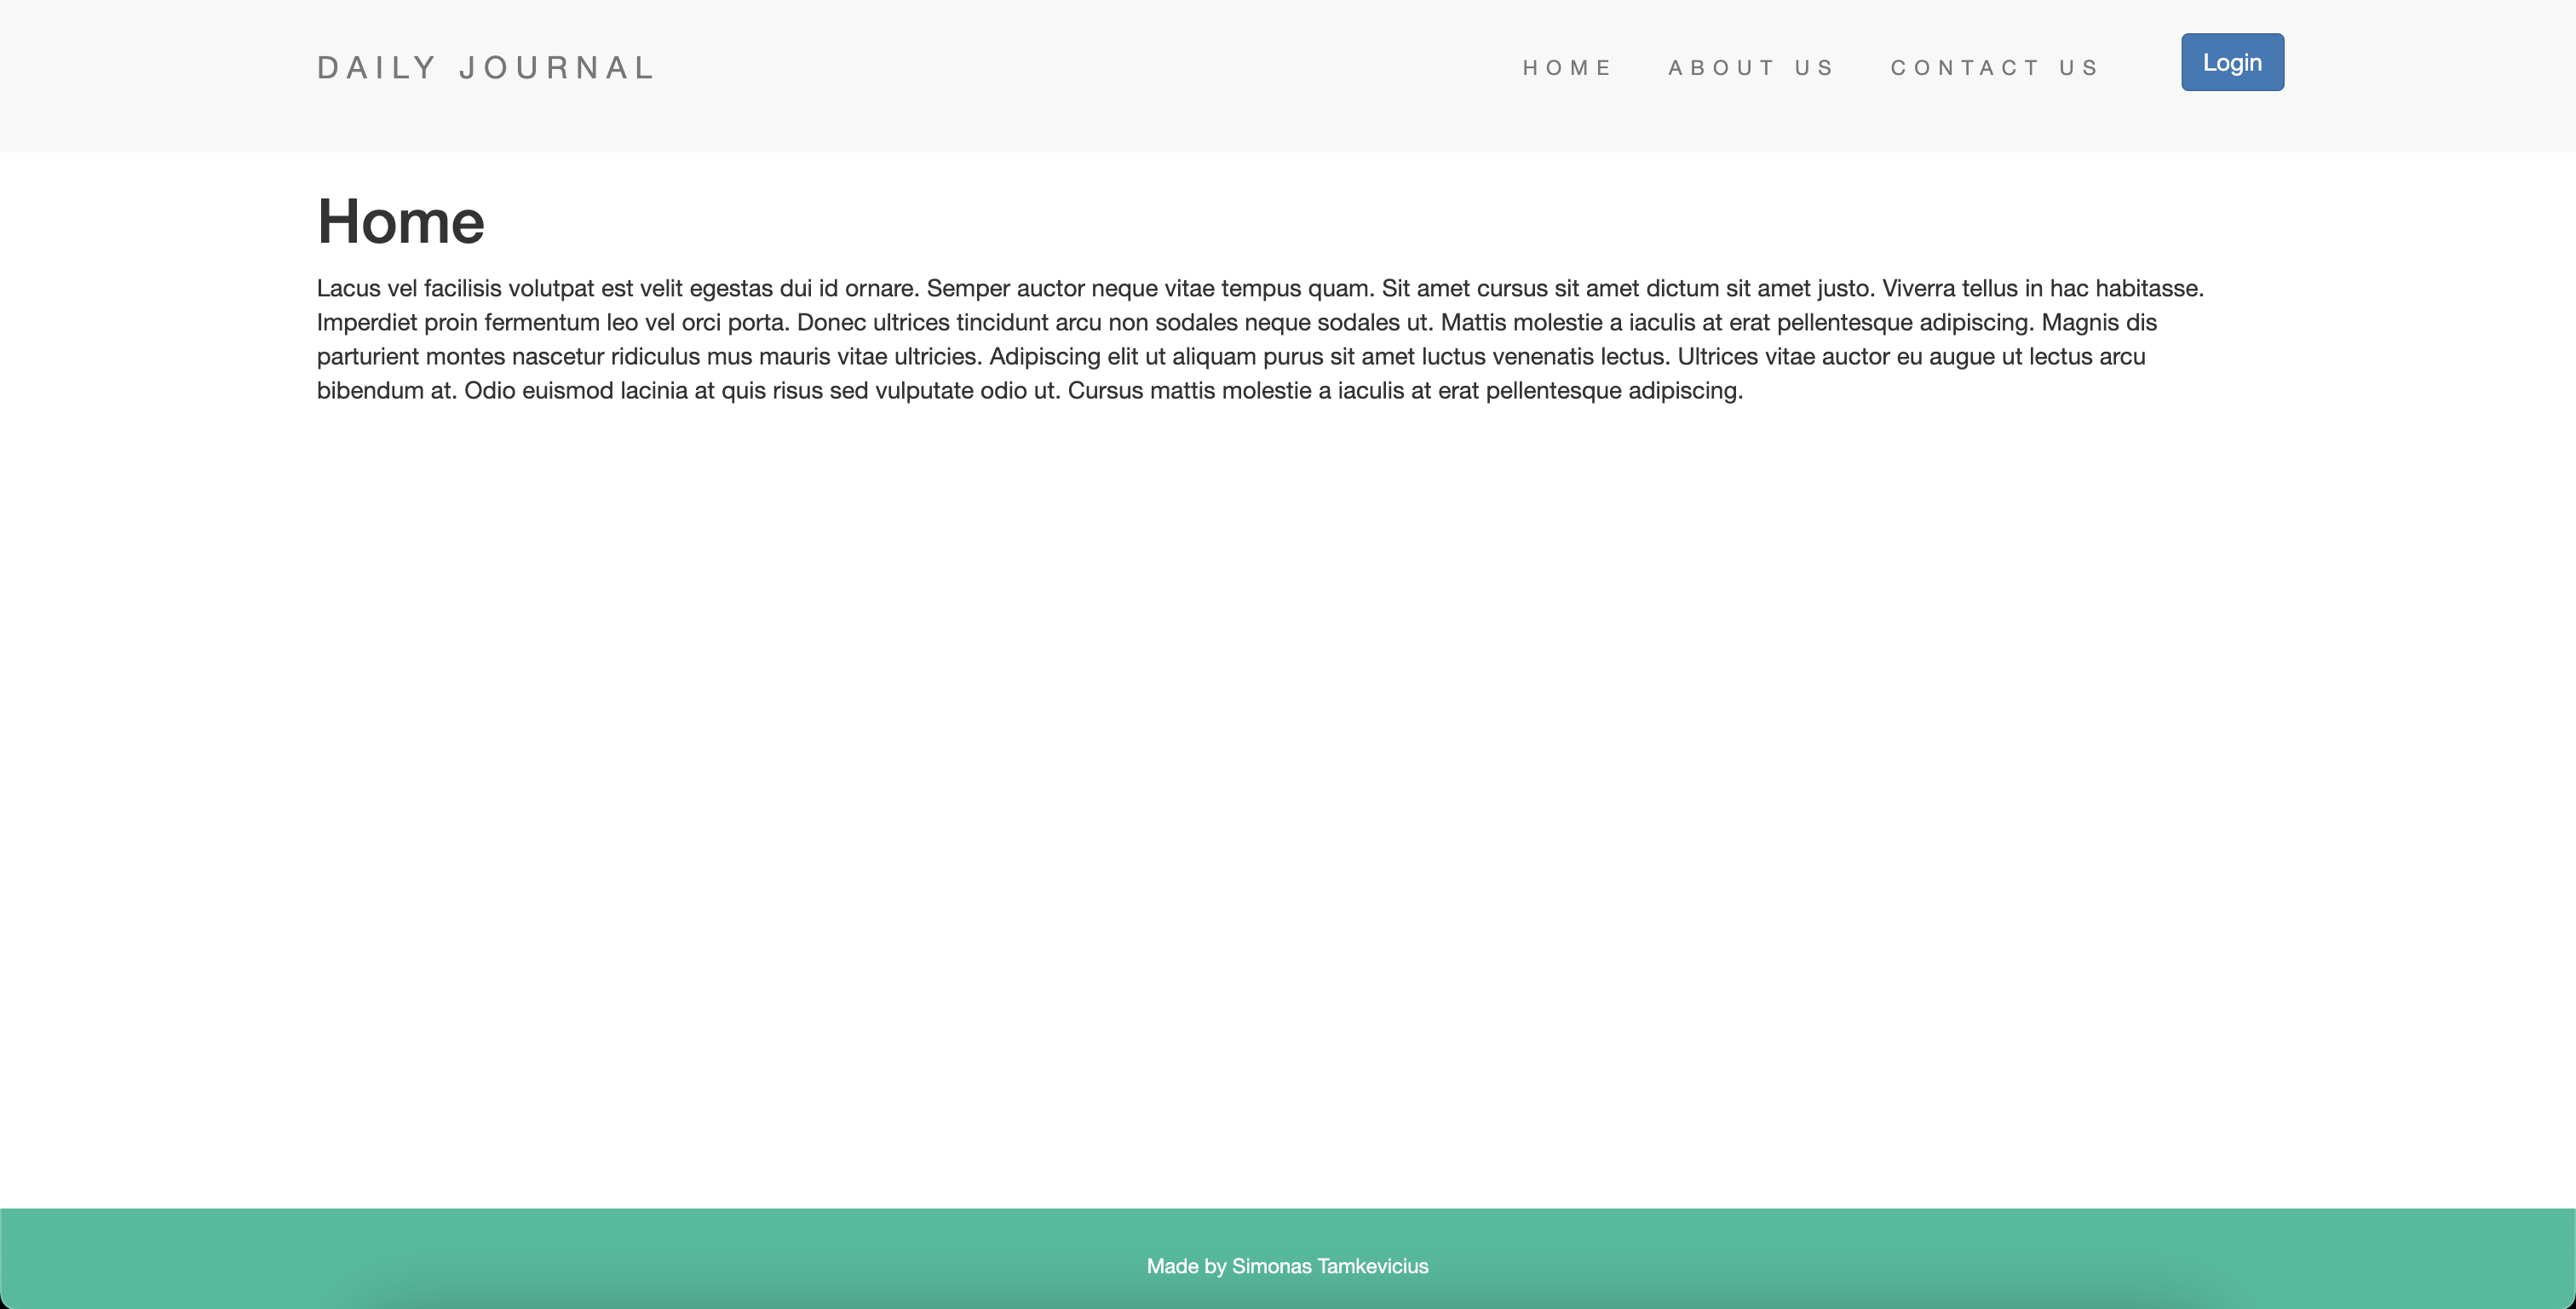 DAILY JOURNAL
HOME ABOUT US CONTACT US Login
Home
Lacus vel facilisis volutpat est velit egestas dui id ornare. Semper auctor neque vitae tempus quam. Sit amet cursus sit amet dictum sit amet justo. Viverra tellus in hac habitasse.
Imperdiet proin fermentum leo vel orci porta. Donec ultrices tincidunt arcu non sodales neque sodales ut. Mattis molestie a iaculis at erat pellentesque adipiscing. Magnis dis
parturient montes nascetur ridiculus mus mauris vitae ultricies. Adipiscing elit ut aliquam purus sit amet luctus venenatis lectus. Ultrices vitae auctor eu augue ut lectus arcu
bibendum at. Odio euismod lacinia at quis risus sed vulputate odio ut. Cursus mattis molestie a iaculis at erat pellentesque adipiscing.
Made by Simonas Tamkevicius